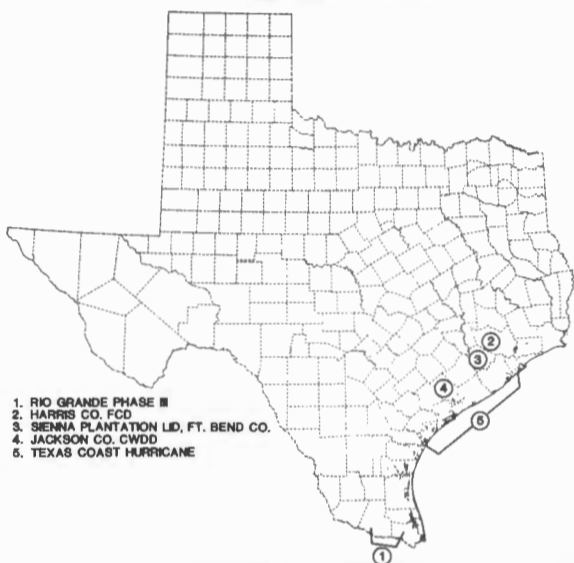 1. RIO GRANDE PHASE III
2. HARRIS CO. FCD
3. SIENNA PLANTATION LID, FT. BEND CO.
4. JACKSON CO. CWDD
5. TEXAS COAST HURRICANE
2
3
4
5
1